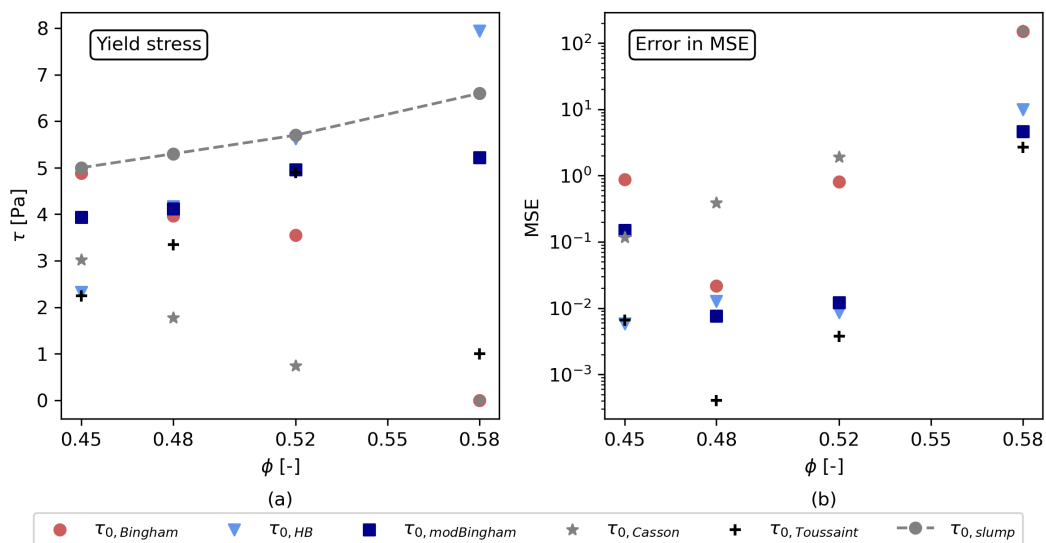 Yield stress
8
7
6
5
4
3
2
1
0
τ [Pa]
0.45 0.48 0.52 0.55 0.58
ϕ [-]
(a)
Error in MSE
10²
10¹
10⁰
10⁻¹
10⁻²
10⁻³
MSE
0.45 0.48 0.52 0.55 0.58
ϕ [-]
(b)
τ0, Bingham τ0, HB τ0, modBingham τ0, Casson τ0, Toussaint τ0, slump